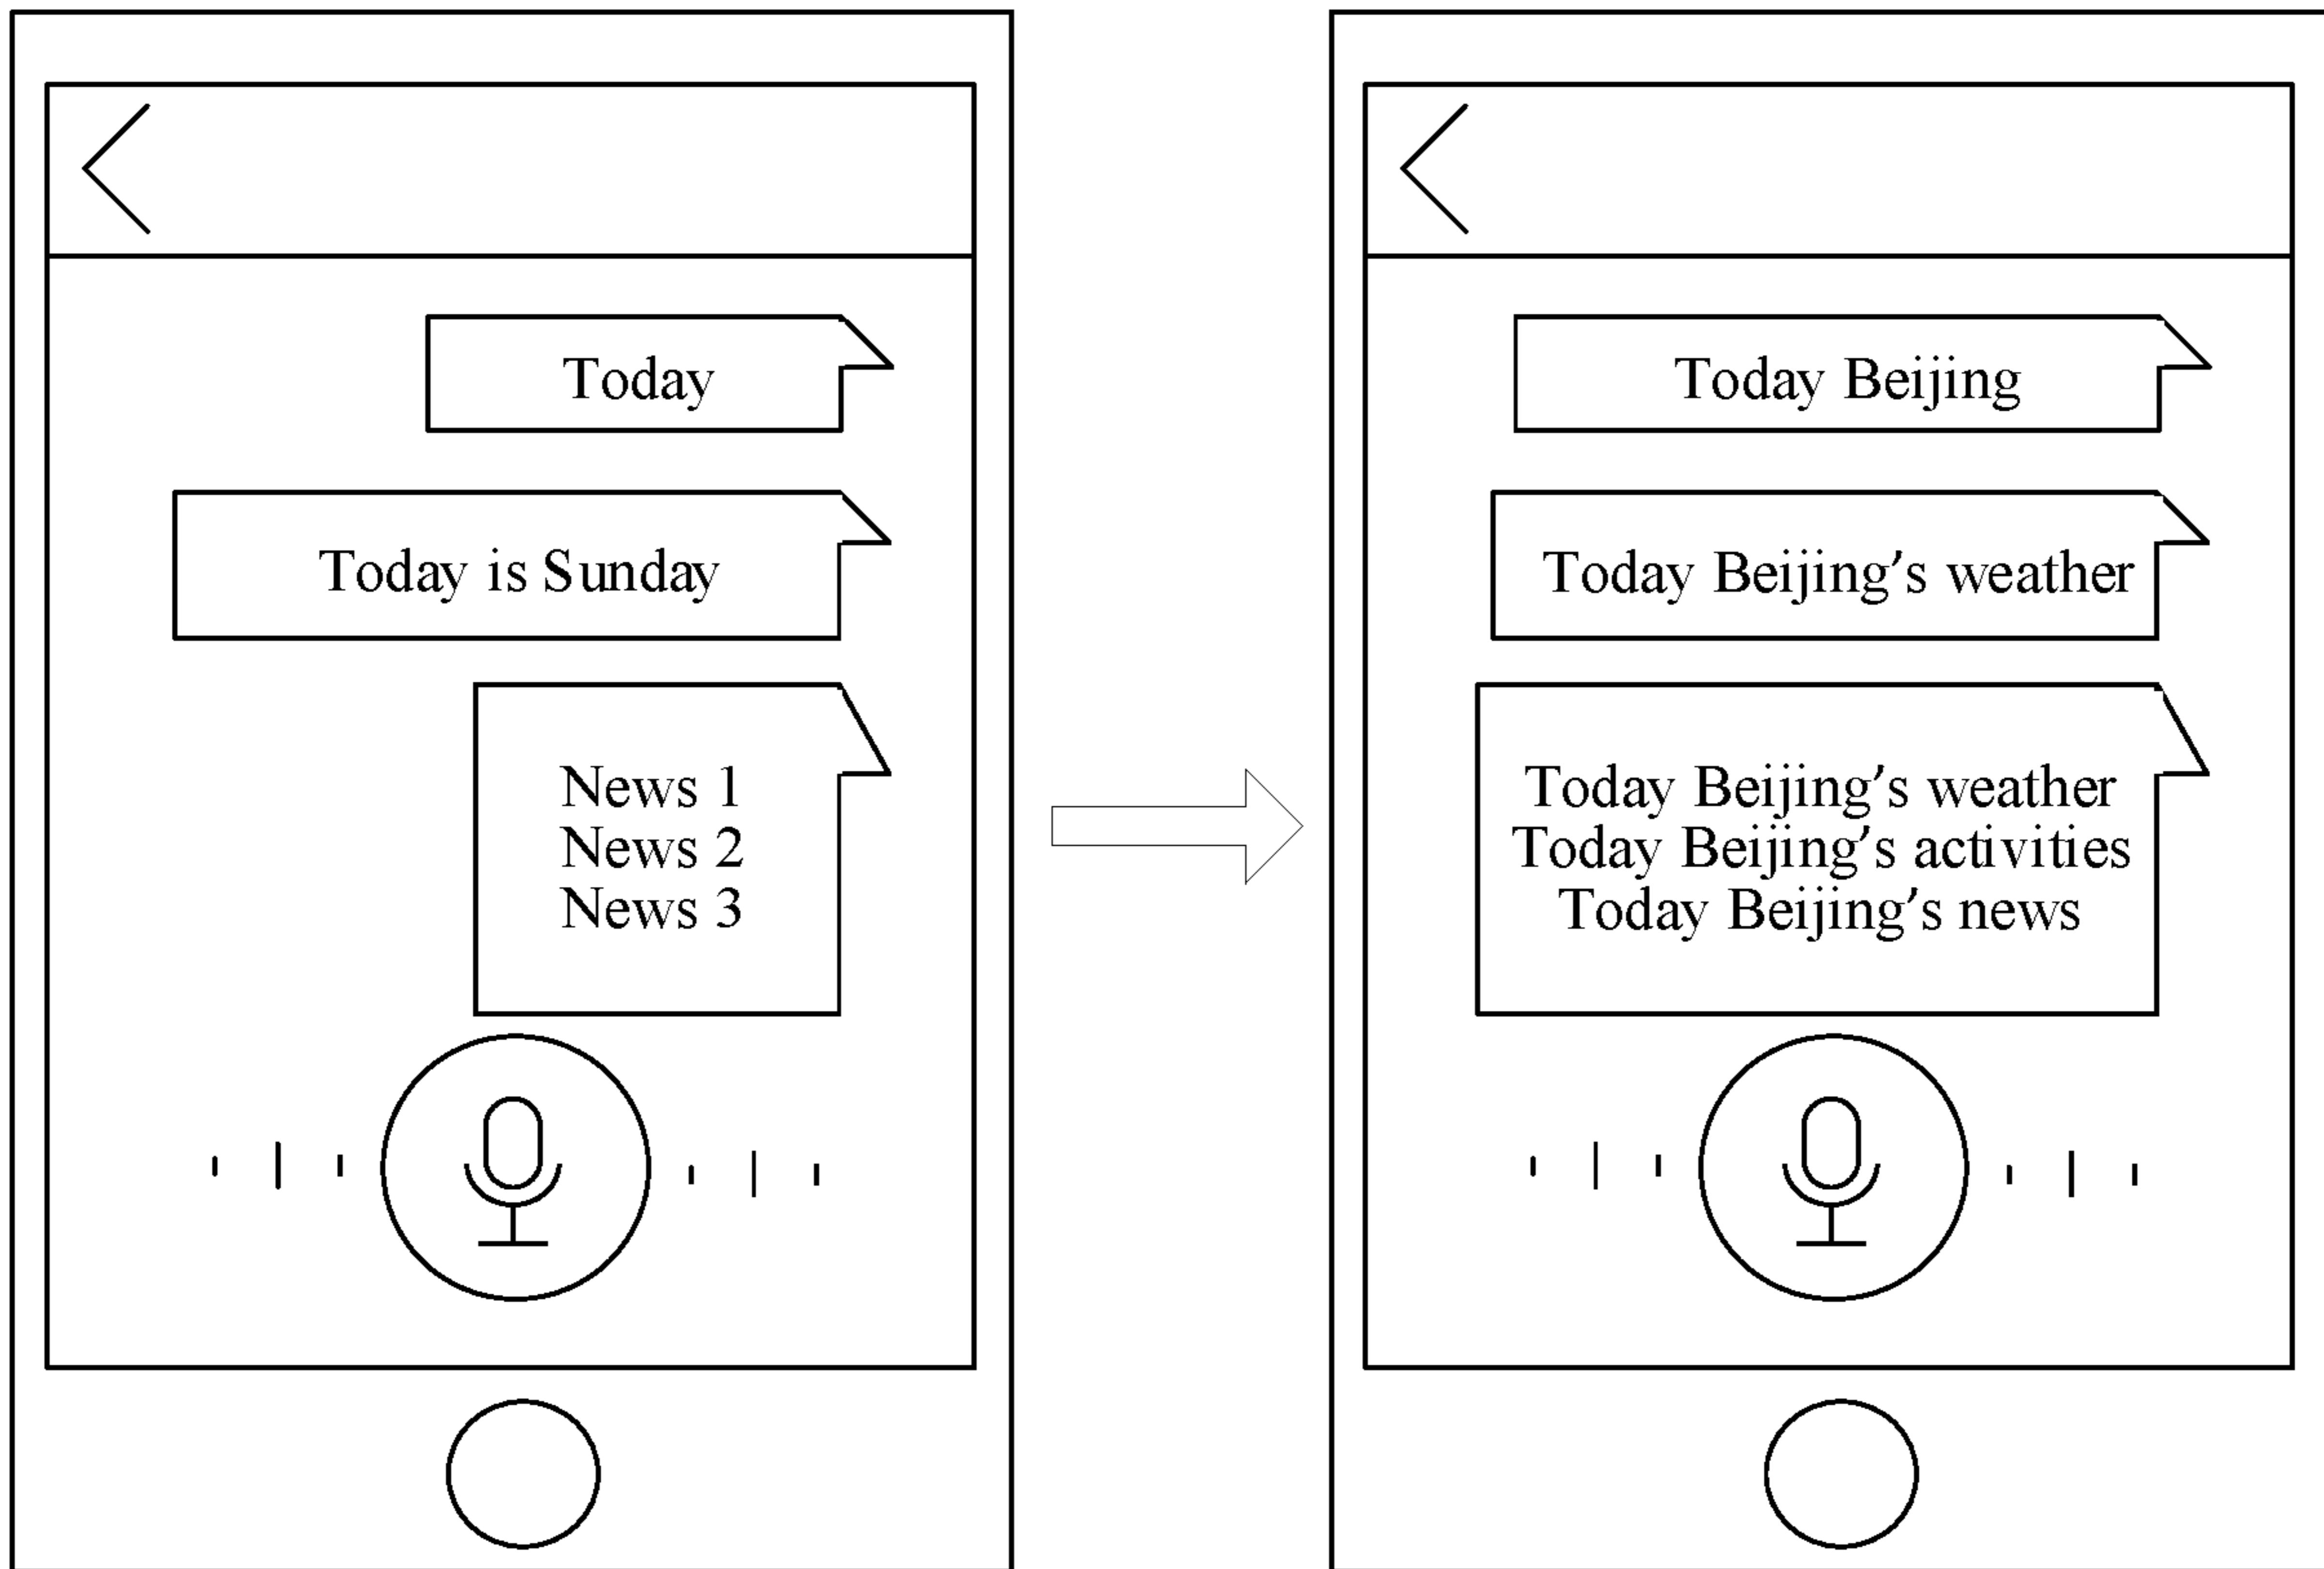 Today
Today is Sunday
News 1
News 2
News 3
Today Beijing
Today Beijing's weather
Today Beijing's weather
Today Beijing's activities
Today Beijing's news